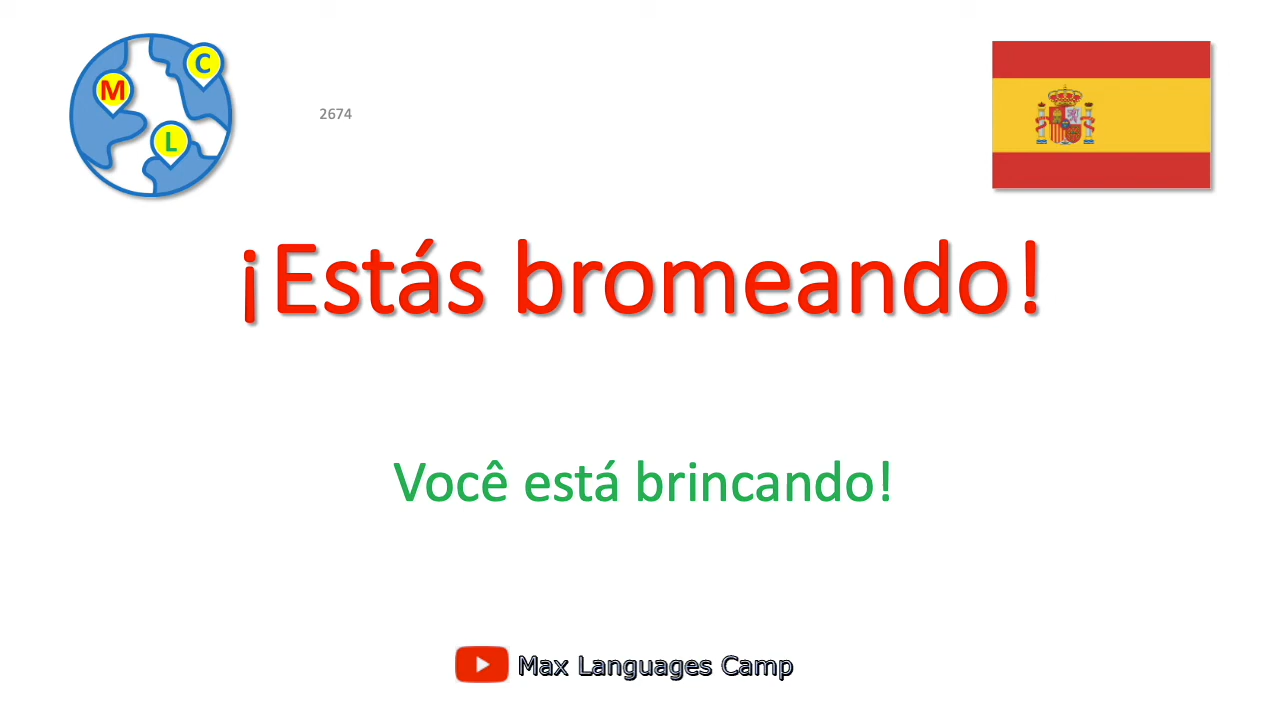 M
C
L
2674
¡Estás bromeando!
Você está brincando!
Max Languages Camp